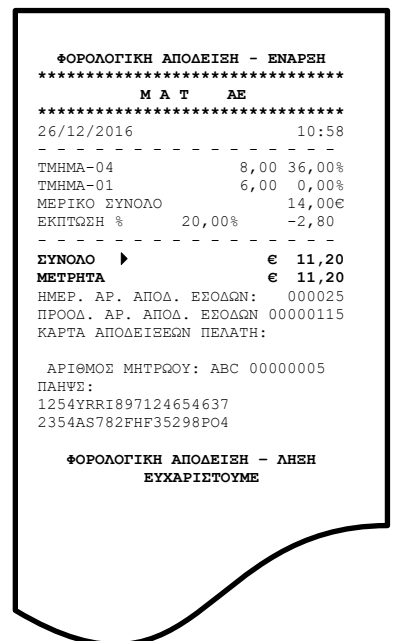 ΦΟΡΟΛΟΓΙΚΗ ΑΠΟΔΕΙΞΗ - ΕΝΑΡΞΗ
********************************
Μ Α Τ ΑΕ
********************************
26/12/2016 10:58
- - - - - - - - - - - - - - - -
ΤΜΗΜΑ-04 8,00 36,00%
ΤΜΗΜΑ-01 6,00 0,00%
ΜΕΡΙΚΟ ΣΥΝΟΛΟ 14,00€
ΕΚΠΤΩΣΗ % 20,00% -2,80
- - - - - - - - - - - - - - - -
ΣΥΝΟΛΟ € 11,20
ΜΕΤΡΗΤΑ € 11,20
ΗΜΕΡ. ΑΡ. ΑΠΟΔ. ΕΣΟΔΩΝ: 000025
ΠΡΟΟΔ. ΑΡ. ΑΠΟΔ. ΕΣΟΔΩΝ 00000115
ΚΑΡΤΑ ΑΠΟΔΕΙΞΕΩΝ ΠΕΛΑΤΗ:
ΑΡΙΘΜΟΣ ΜΗΤΡΩΟΥ: ABC 00000005
ΠΑΗΨΣ:
1254YRRI897124654637
2354AS782FHF35298PO4
ΦΟΡΟΛΟΓΙΚΗ ΑΠΟΔΕΙΞΗ – ΛΗΞΗ
ΕΥΧΑΡΙΣΤΟΥΜΕ